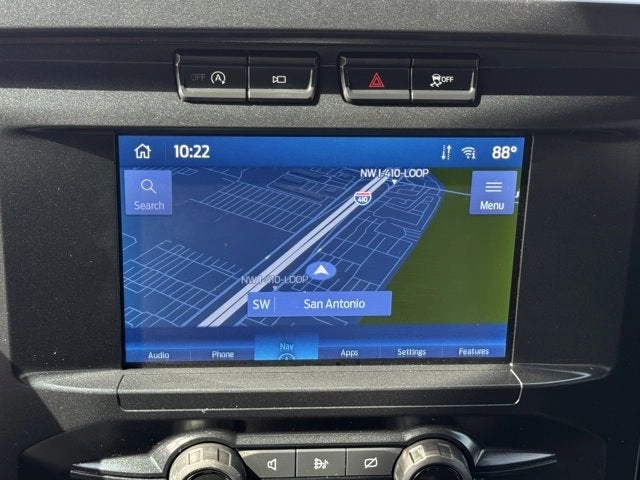 OFF A
OFF
10:22 88°
NW I-410-LOOP
410
Search
Menu
NW I-410-LOOP
SW San Antonio
Audio Phone Nav Apps Settings Features